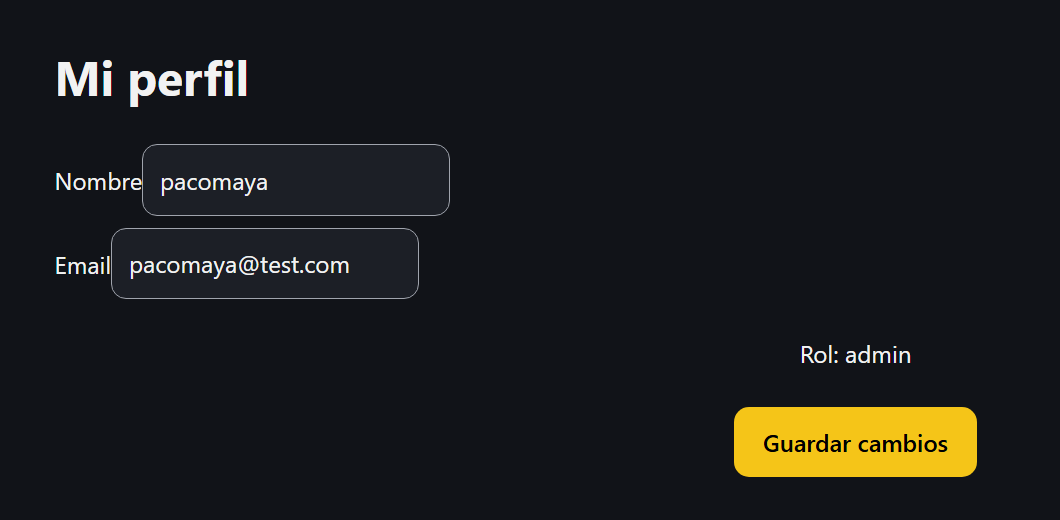 Mi perfil
Nombre pacomaya
Email pacomaya@test.com
Rol: admin
Guardar cambios